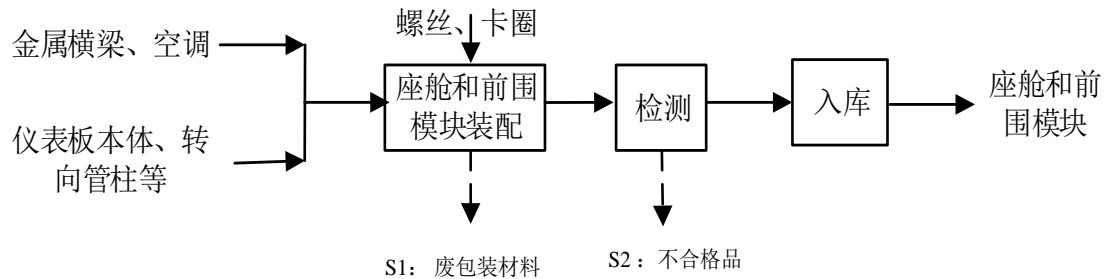 螺丝、卡圈
金属横梁、空调
仪表板本体、转
向管柱等
座舱和前围
模块装配
检测
入库
座舱和前
围模块
S1： 废包装材料
S2 ：不合格品